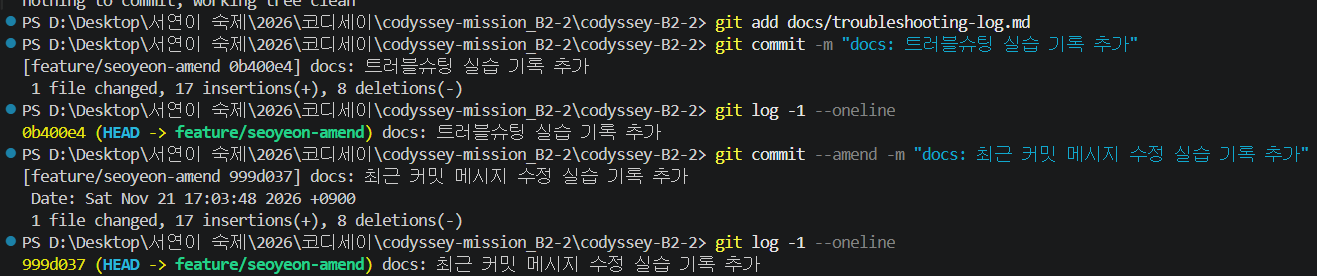 nothing to commit, working tree clean
PS D:\Desktop\서연이 숙제\2026\코디세이\codyssey-mission_B2-2\codyssey-B2-2> git add docs/troubleshooting-log.md
PS D:\Desktop\서연이 숙제\2026\코디세이\codyssey-mission_B2-2\codyssey-B2-2> git commit -m "docs: 트러블슈팅 실습 기록 추가"
[feature/seoyeon-amend 0b400e4] docs: 트러블슈팅 실습 기록 추가
1 file changed, 17 insertions(+), 8 deletions(-)
PS D:\Desktop\서연이 숙제\2026\코디세이\codyssey-mission_B2-2\codyssey-B2-2> git log -1 --oneline
0b400e4 (HEAD -> feature/seoyeon-amend) docs: 트러블슈팅 실습 기록 추가
PS D:\Desktop\서연이 숙제\2026\코디세이\codyssey-mission_B2-2\codyssey-B2-2> git commit --amend -m "docs: 최근 커밋 메시지 수정 실습 기록 추가"
[feature/seoyeon-amend 999d037] docs: 최근 커밋 메시지 수정 실습 기록 추가
Date: Sat Nov 21 17:03:48 2026 +0900
1 file changed, 17 insertions(+), 8 deletions(-)
PS D:\Desktop\서연이 숙제\2026\코디세이\codyssey-mission_B2-2\codyssey-B2-2> git log -1 --oneline
999d037 (HEAD -> feature/seoyeon-amend) docs: 최근 커밋 메시지 수정 실습 기록 추가